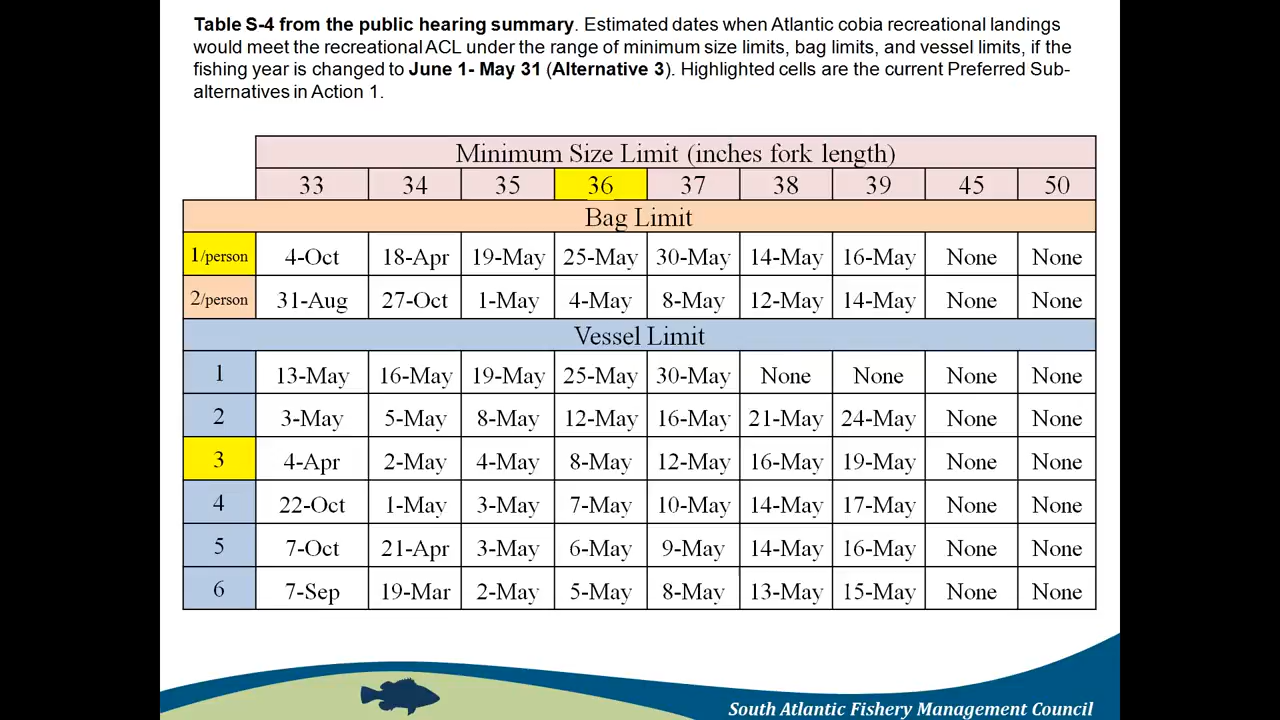 Table S-4 from the public hearing summary. Estimated dates when Atlantic cobia recreational landings
would meet the recreational ACL under the range of minimum size limits, bag limits, and vessel limits, if the
fishing year is changed to June 1- May 31 (Alternative 3). Highlighted cells are the current Preferred Sub-
alternatives in Action 1.
Minimum Size Limit (inches fork length)
33 34 35 36 37 38 39 45 50
Bag Limit
1/person 4-Oct 18-Apr 19-May 25-May 30-May 14-May 16-May None None
2/person 31-Aug 27-Oct 1-May 4-May 8-May 12-May 14-May None None
Vessel Limit
1 13-May 16-May 19-May 25-May 30-May None None None None
2 3-May 5-May 8-May 12-May 16-May 21-May 24-May None None
3 4-Apr 2-May 4-May 8-May 12-May 16-May 19-May None None
4 22-Oct 1-May 3-May 7-May 10-May 14-May 17-May None None
5 7-Oct 21-Apr 3-May 6-May 9-May 14-May 16-May None None
6 7-Sep 19-Mar 2-May 5-May 8-May 13-May 15-May None None
South Atlantic Fishery Management Council